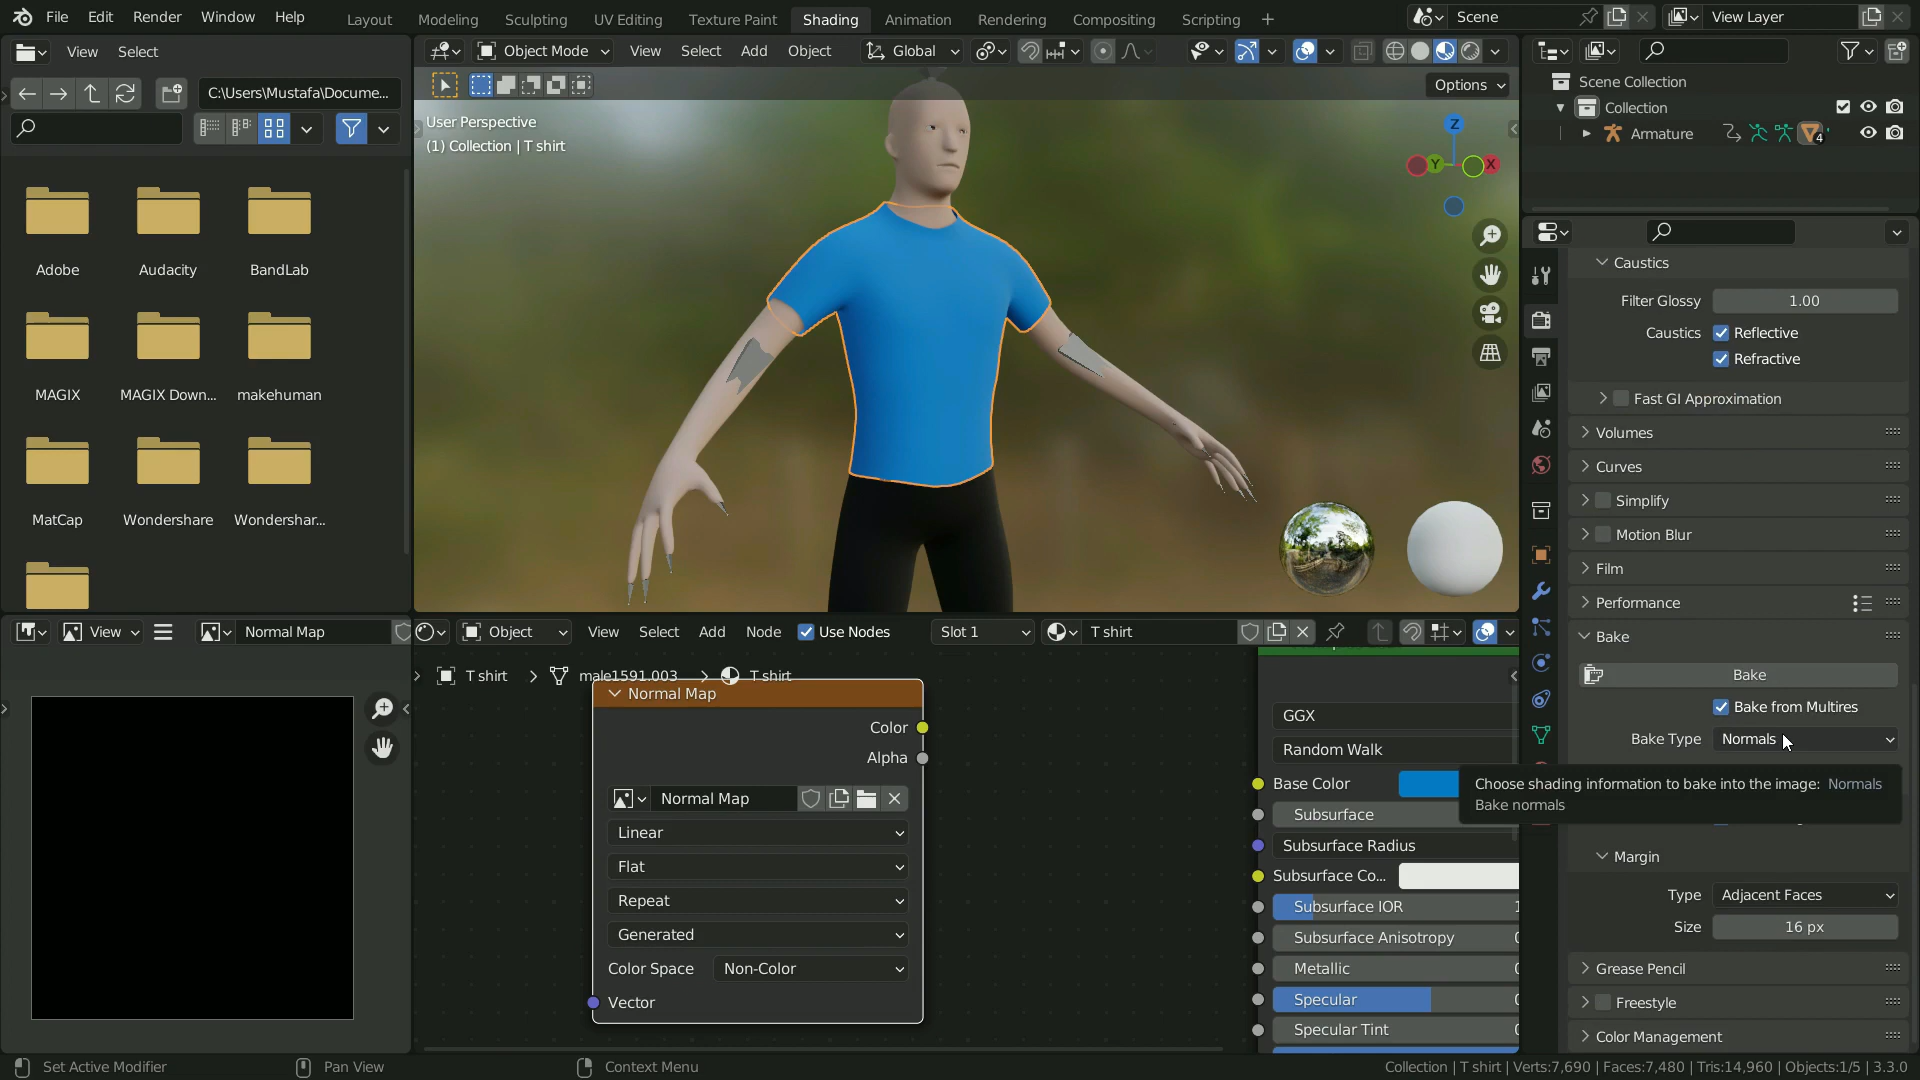 File Edit Render Window Help
Layout Modeling Sculpting UV Editing Texture Paint Shading Animation Rendering Compositing Scripting +
Scene
View Layer
View Select
Object Mode View Select Add Object Global
C:\Users\Mustafa\Docume...
Options
User Perspective
(1) Collection | T shirt
Z
Y
X
Adobe
Audacity
BandLab
MAGIX
MAGIX Down...
makehuman
MatCap
Wondershare
Wondershar...
Scene Collection
Collection
Armature
4
Caustics
Filter Glossy 1.00
Caustics Reflective
Refractive
Fast GI Approximation
Volumes
Curves
Simplify
Motion Blur
Film
Performance
Bake
Bake
Bake from Multires
Bake Type Normals
Choose shading information to bake into the image: Normals
Bake normals
Margin
Type Adjacent Faces
Size 16 px
Grease Pencil
Freestyle
Color Management
View Normal Map
Object View Select Add Node Use Nodes Slot 1 T shirt
T shirt > male1591.003 > T shirt
Normal Map
Color
Alpha
Normal Map
Linear
Flat
Repeat
Generated
Color Space Non-Color
Vector
GGX
Random Walk
Base Color
Subsurface
Subsurface Radius
Subsurface Co...
Subsurface IOR 1
Subsurface Anisotropy 0
Metallic 0
Specular 0
Specular Tint 0
Set Active Modifier
Pan View
Context Menu
Collection | T shirt | Verts:7,690 | Faces:7,480 | Tris:14,960 | Objects:1/5 | 3.3.0